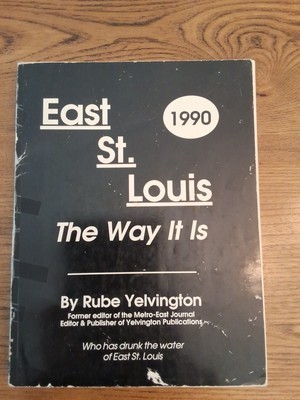 East
1990
St.
Louis
The Way It Is
By Rube Yelvington
Former editor of the Metro-East Journal
Editor & Publisher of Yelvington Publications
Who has drunk the water
of East St. Louis